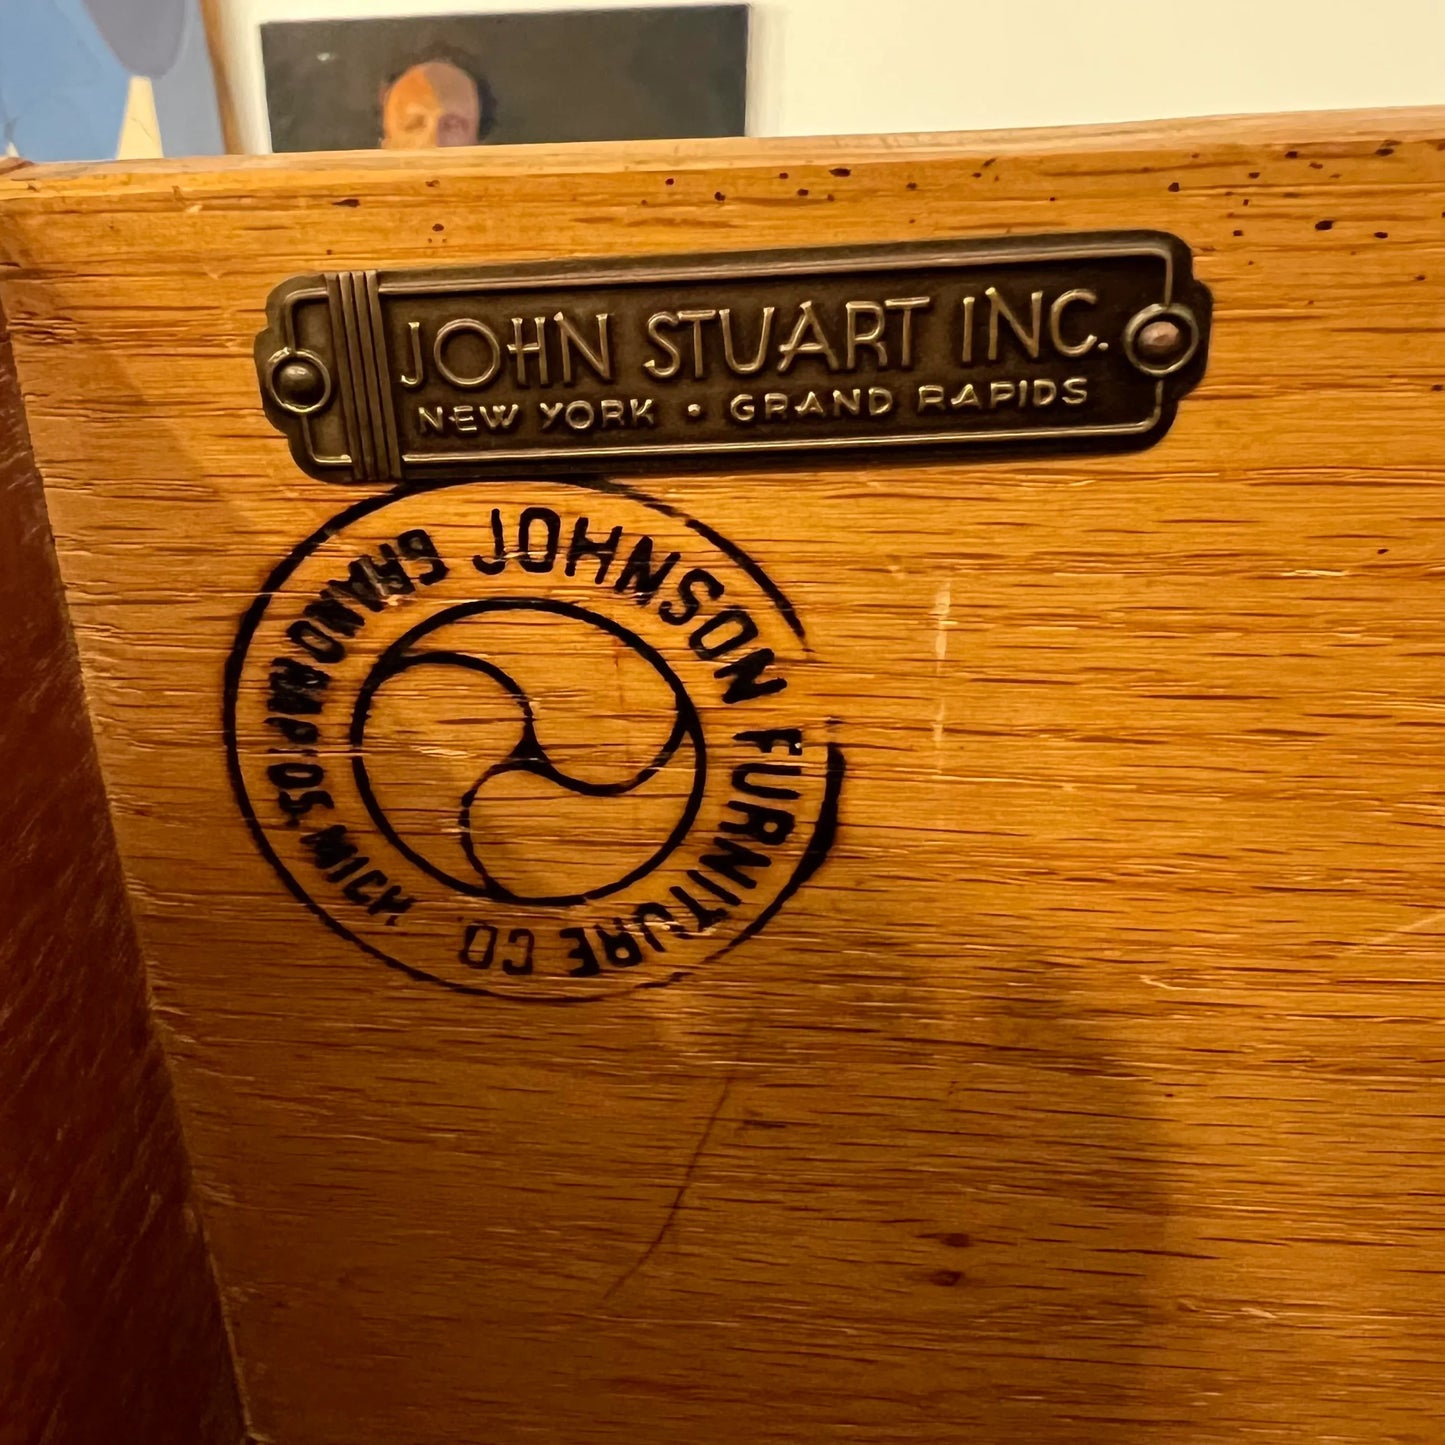 JOHN STUART INC.
NEW YORK • GRAND RAPIDS
JOHNSON FURNITURE CO.
GRAND RAPIDS, MICH.